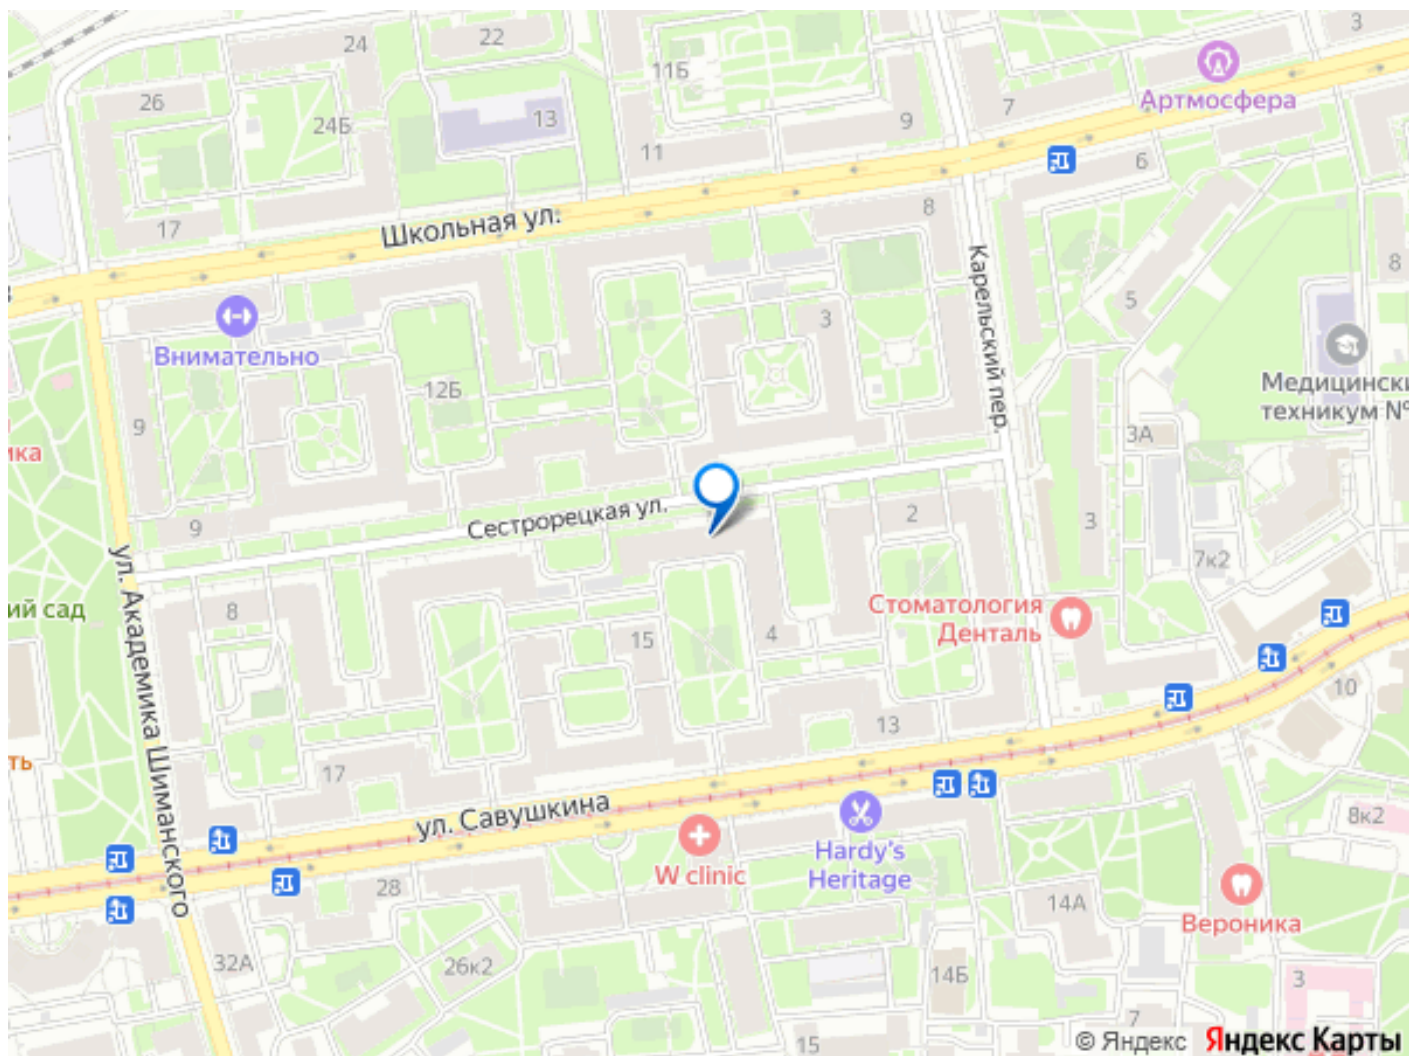 24
22
3
11Б
Артмосфера
26
24Б
13
7
9
11
6
17
Школьная ул.
8
Карельский пер.
8
5
3
Внимательно
Медицински
техникум №
12Б
9
3А
ика
9
Сестрорецкая ул.
2
3
7к2
ул. Академика Шиманского
ий сад
8
Стоматология
Денталь
15
4
10
13
ть
17
ул. Савушкина
8к2
Hardy's
Heritage
W clinic
28
14А
Вероника
32А
26к2
14Б
3
7
15
© Яндекс Яндекс Карты